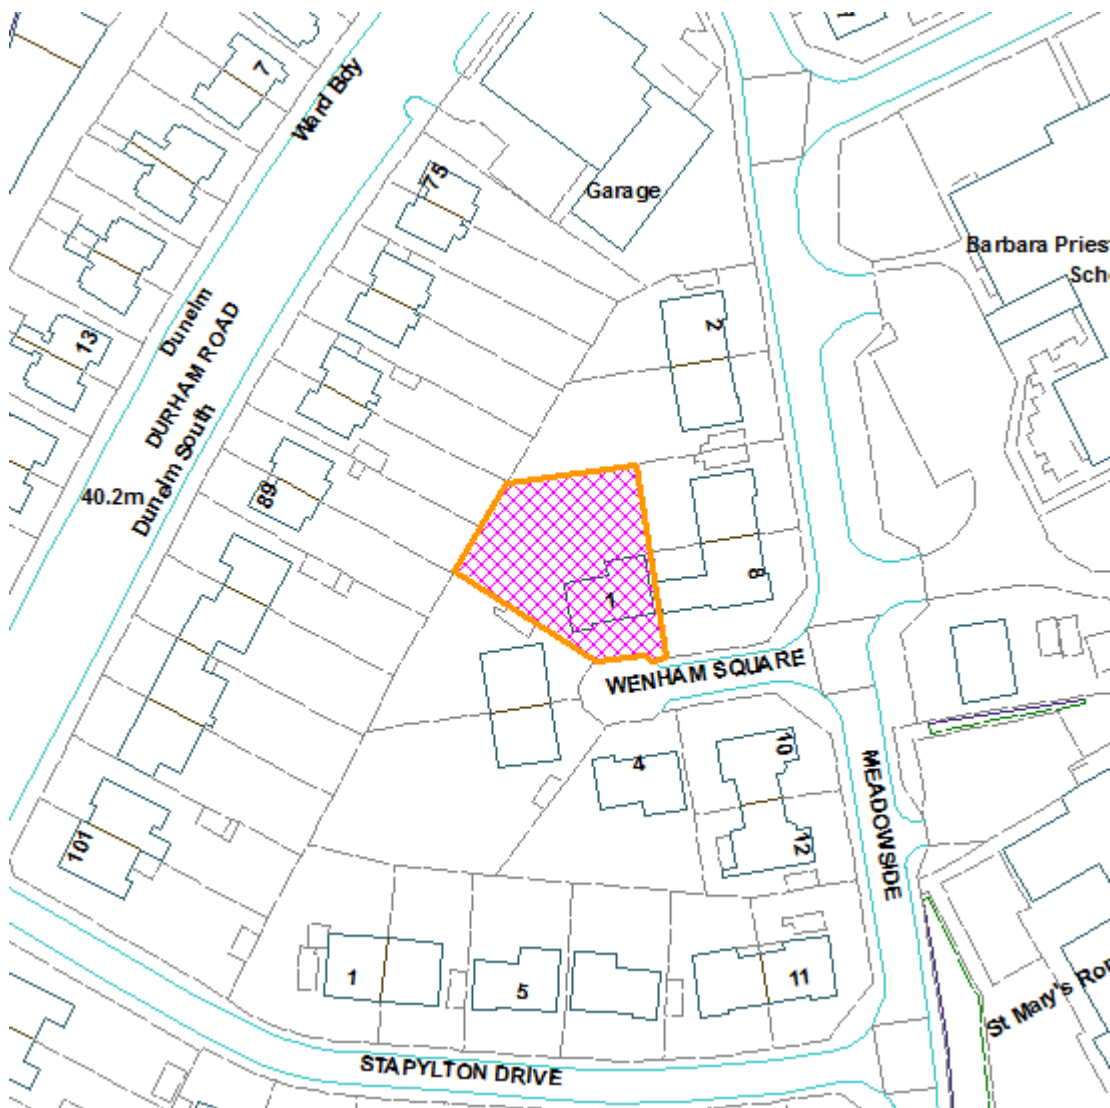 7
Ward Bdy
75
Garage
Barbara Pries
Sch
2
13
Dunelm
DURHAM ROAD
Dunelm South
40.2m
89
1
8
WENHAM SQUARE
4
10
12
MEADOWSIDE
101
1
5
11
St Mary's Ro
STAPYLTON DRIVE